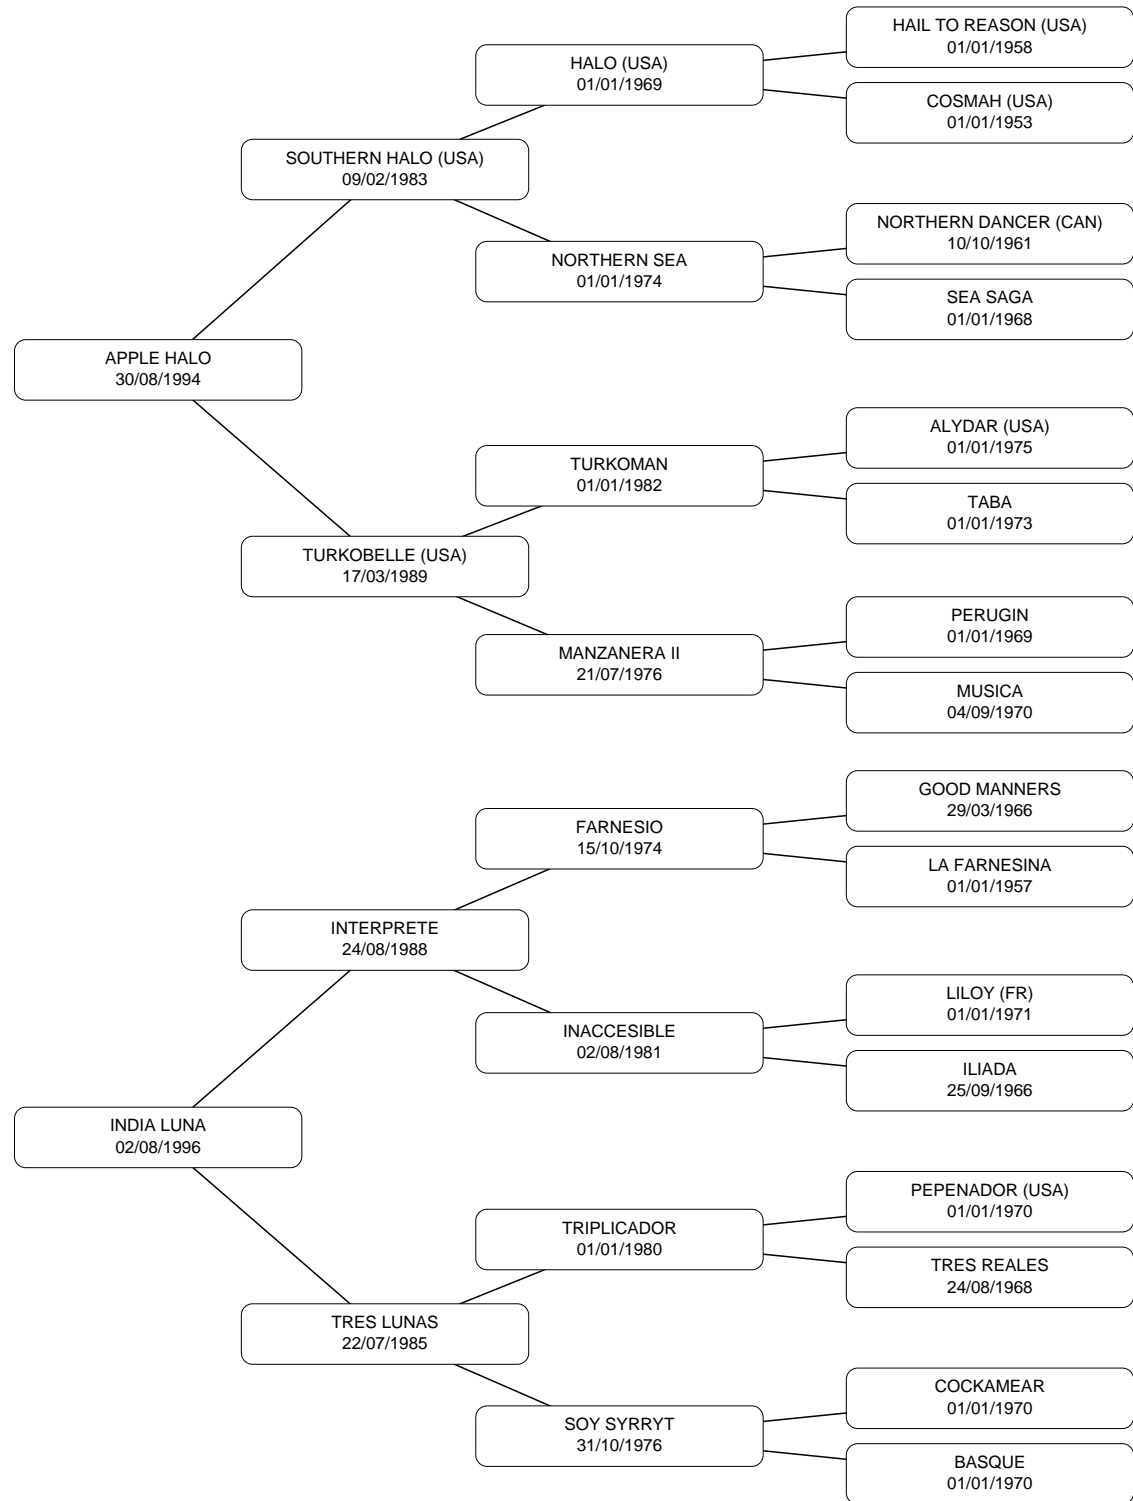 HAIL TO REASON (USA)
01/01/1958
HALO (USA)
01/01/1969
COSMAH (USA)
01/01/1953
SOUTHERN HALO (USA)
09/02/1983
NORTHERN DANCER (CAN)
10/10/1961
NORTHERN SEA
01/01/1974
SEA SAGA
01/01/1968
APPLE HALO
30/08/1994
ALYDAR (USA)
01/01/1975
TURKOMAN
01/01/1982
TABA
01/01/1973
TURKOBELLE (USA)
17/03/1989
PERUGIN
01/01/1969
MANZANERA II
21/07/1976
MUSICA
04/09/1970
GOOD MANNERS
29/03/1966
FARNESIO
15/10/1974
LA FARNESINA
01/01/1957
INTERPRETE
24/08/1988
LILOY (FR)
01/01/1971
INACCESIBLE
02/08/1981
ILIADA
25/09/1966
INDIA LUNA
02/08/1996
PEPENADOR (USA)
01/01/1970
TRIPLICADOR
01/01/1980
TRES REALES
24/08/1968
TRES LUNAS
22/07/1985
COCKAMEAR
01/01/1970
SOY SYRRYT
31/10/1976
BASQUE
01/01/1970